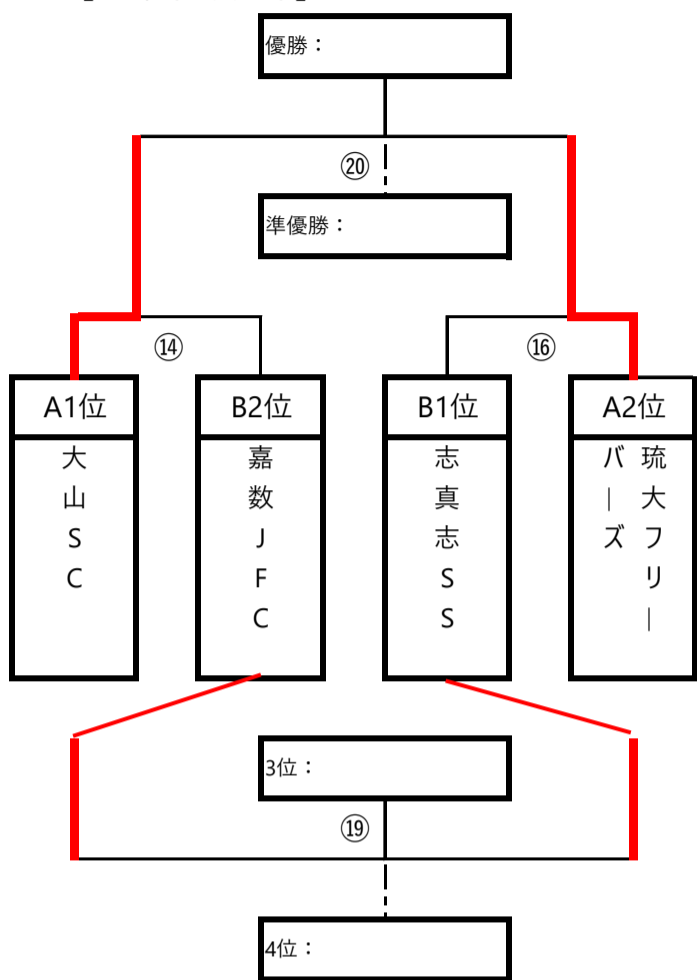 優勝：
⑳
準優勝：
⑭
⑯
A1位
B2位
B1位
A2位
大山SC
嘉数JFC
志真志SS
琉大フリー
バーズ
3位：
⑲
4位：